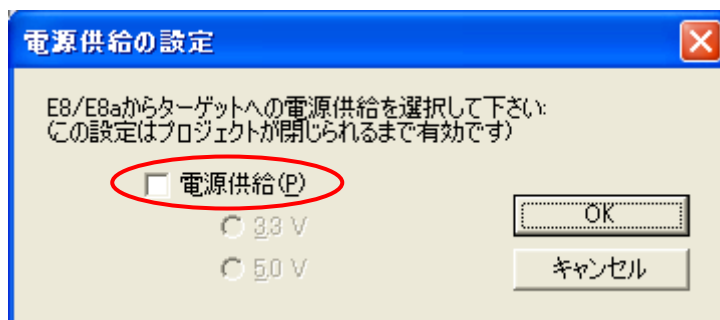 電源供給の設定
E8/E8aからターゲットへの電源供給を選択して下さい:
(この設定はプロジェクトが閉じられるまで有効です)
電源供給(P)
3.3 V
5.0 V
OK
キャンセル